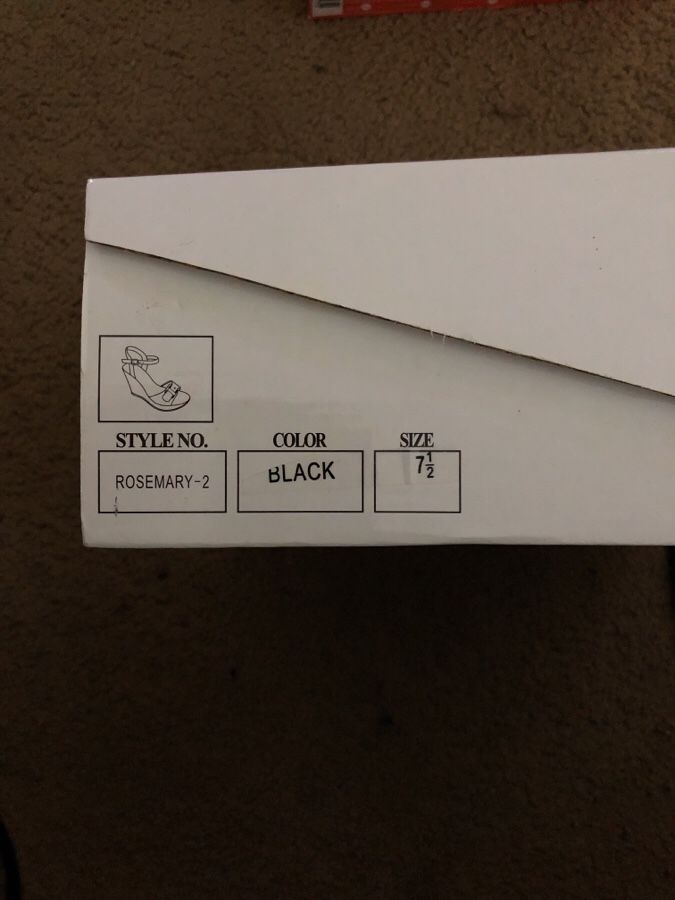 STYLE NO. COLOR SIZE
ROSEMARY-2 BLACK 7½